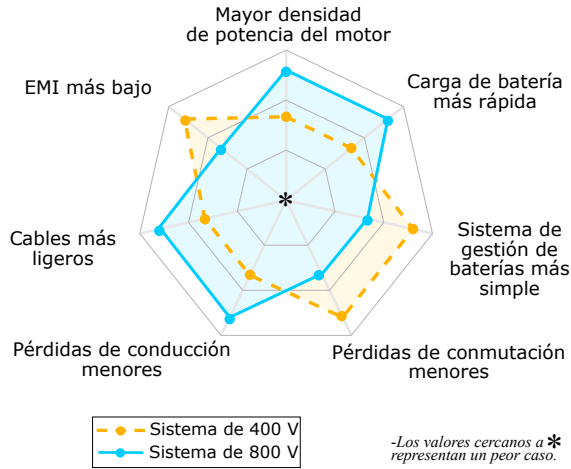 Mayor densidad
de potencia del motor
EMI más bajo
Carga de batería
más rápida
Cables más
ligeros
Sistema de
gestión de
baterías más
simple
Pérdidas de conducción
menores
Pérdidas de conmutación
menores
Sistema de 400 V
Sistema de 800 V
-Los valores cercanos a *
representan un peor caso.